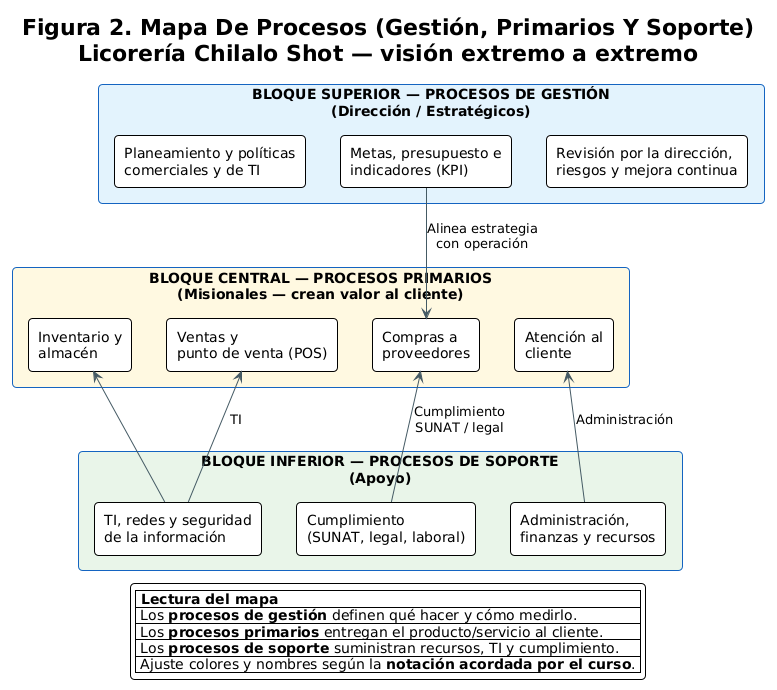 Figura 2. Mapa De Procesos (Gestión, Primarios Y Soporte)
Licorería Chilalo Shot — visión extremo a extremo
BLOQUE SUPERIOR — PROCESOS DE GESTIÓN
(Dirección / Estratégicos)
Planeamiento y políticas
comerciales y de TI
Metas, presupuesto e
indicadores (KPI)
Revisión por la dirección,
riesgos y mejora continua
Alinea estrategia
con operación
BLOQUE CENTRAL — PROCESOS PRIMARIOS
(Misionales — crean valor al cliente)
Inventario y
almacén
Ventas y
punto de venta (POS)
Compras a
proveedores
Atención al
cliente
TI
Cumplimiento
SUNAT / legal
Administración
BLOQUE INFERIOR — PROCESOS DE SOPORTE
(Apoyo)
TI, redes y seguridad
de la información
Cumplimiento
(SUNAT, legal, laboral)
Administración,
finanzas y recursos
Lectura del mapa
Los procesos de gestión definen qué hacer y cómo medirlo.
Los procesos primarios entregan el producto/servicio al cliente.
Los procesos de soporte suministran recursos, TI y cumplimiento.
Ajuste colores y nombres según la notación acordada por el curso.